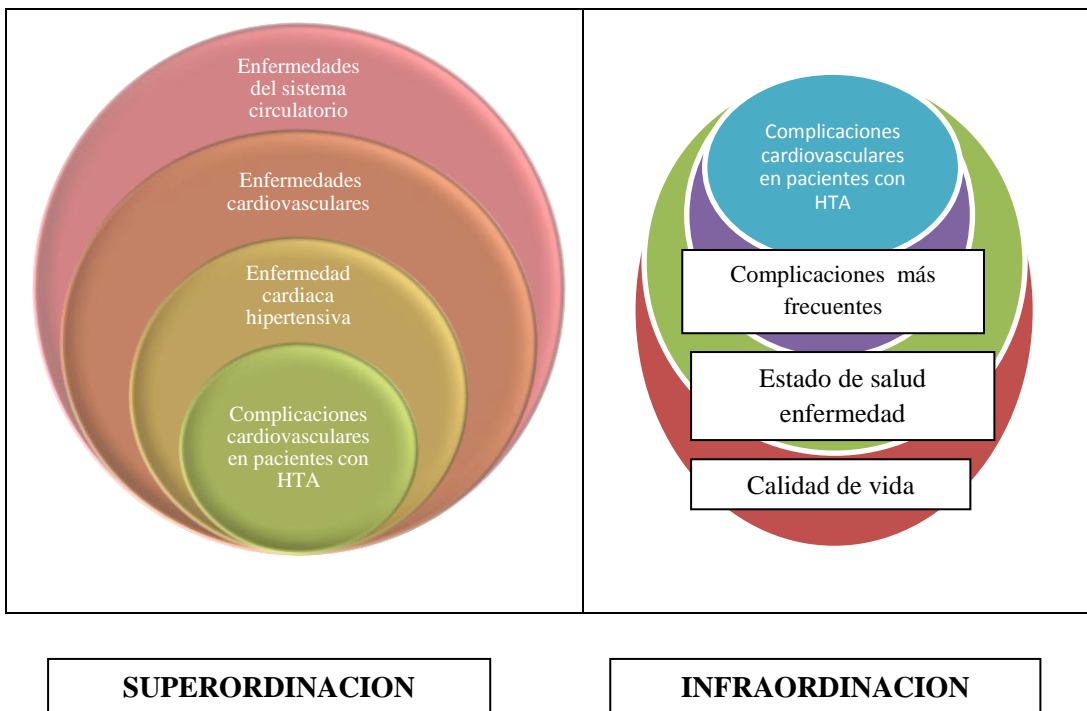 Enfermedades
del sistema
circulatorio
Enfermedades
cardiovasculares
Enfermedad
cardiaca
hipertensiva
Complicaciones
cardiovasculares
en pacientes con
HTA
Complicaciones
cardiovasculares
en pacientes con
HTA
Complicaciones más
frecuentes
Estado de salud
enfermedad
Calidad de vida
SUPERORDINACION
INFRAORDINACION